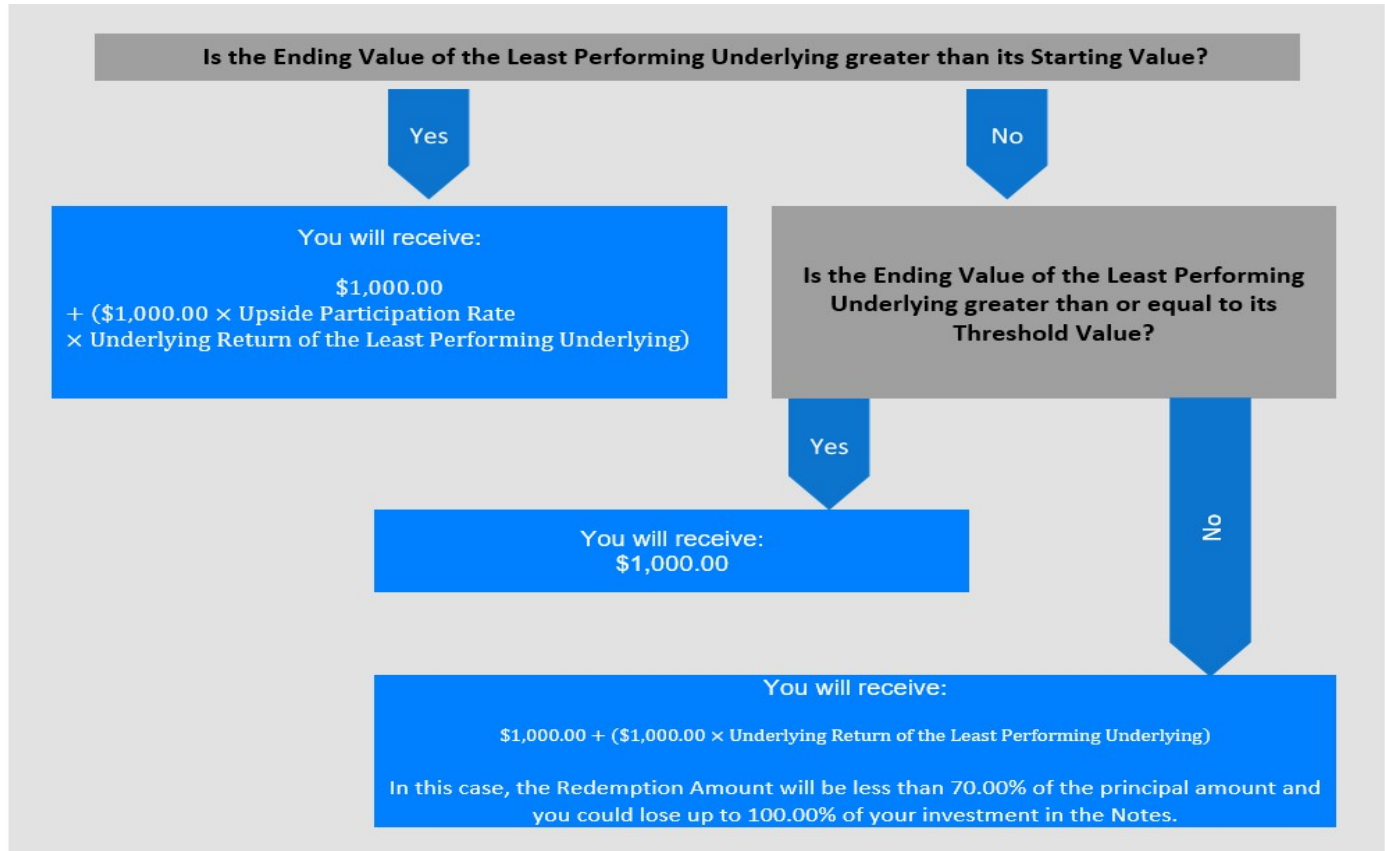 Is the Ending Value of the Least Performing Underlying greater than its Starting Value?
Yes
No
You will receive:
$1,000.00
+ ($1,000.00 × Upside Participation Rate
× Underlying Return of the Least Performing Underlying)
Is the Ending Value of the Least Performing
Underlying greater than or equal to its
Threshold Value?
Yes
No
You will receive:
$1,000.00
You will receive:
$1,000.00 + ($1,000.00 × Underlying Return of the Least Performing Underlying)
In this case, the Redemption Amount will be less than 70.00% of the principal amount and
you could lose up to 100.00% of your investment in the Notes.